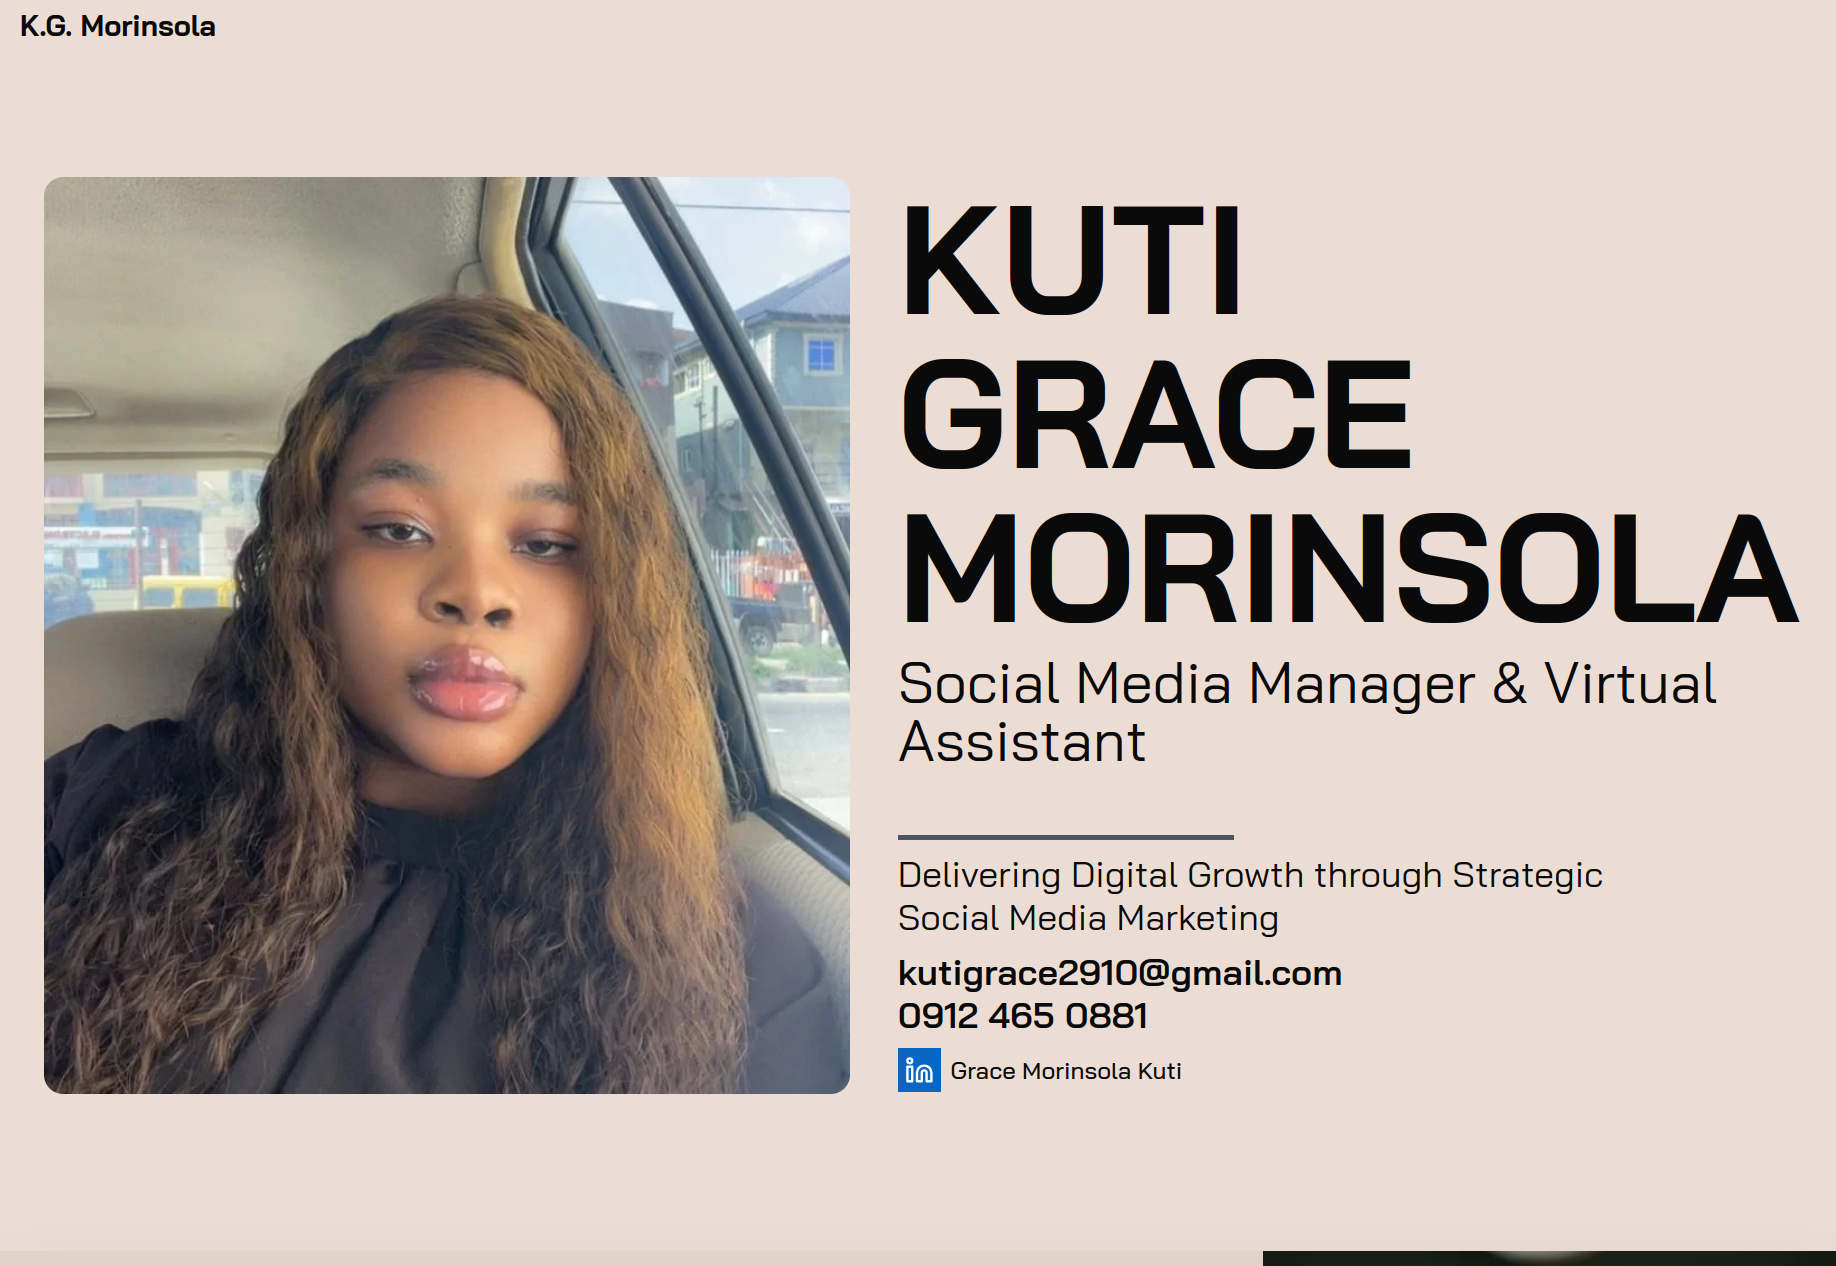 K.G. Morinsola
KUTI
GRACE
MORINSOLA
Social Media Manager & Virtual
Assistant
Delivering Digital Growth through Strategic
Social Media Marketing
kutigrace2910@gmail.com
0912 465 0881
in Grace Morinsola Kuti